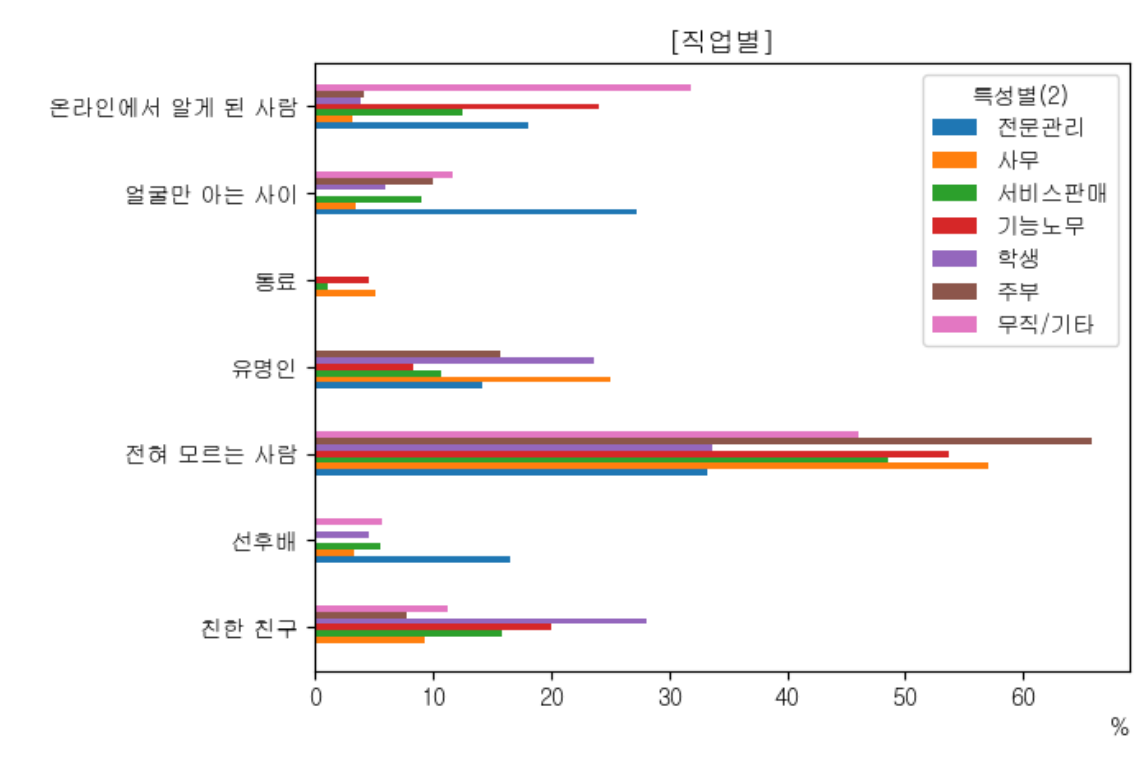 [직업별]
온라인에서 알게 된 사람
얼굴만 아는 사이
동료
유명인
전혀 모르는 사람
선후배
친한 친구
특성별(2)
전문관리
사무
서비스판매
기능노무
학생
주부
무직/기타
0 10 20 30 40 50 60
%